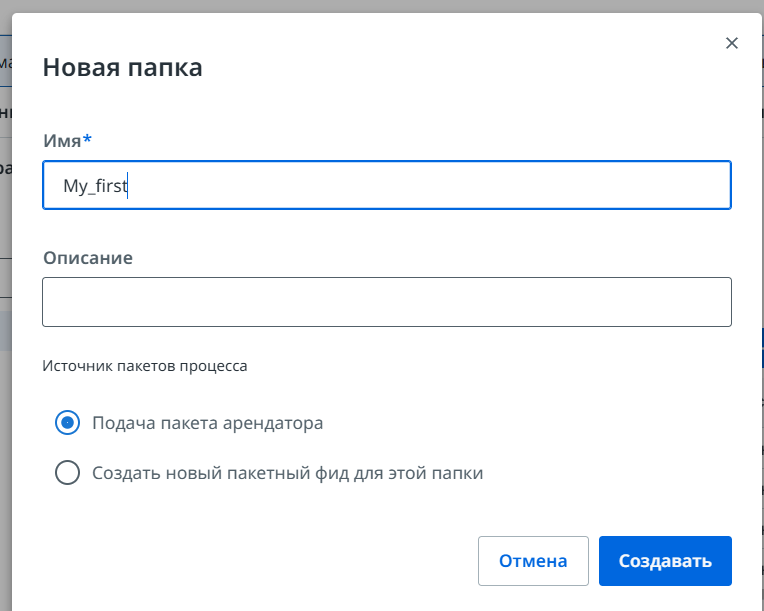 Новая папка
Имя*
My_first
Описание
Источник пакетов процесса
Подача пакета арендатора
Создать новый пакетный фид для этой папки
Отмена
Создавать